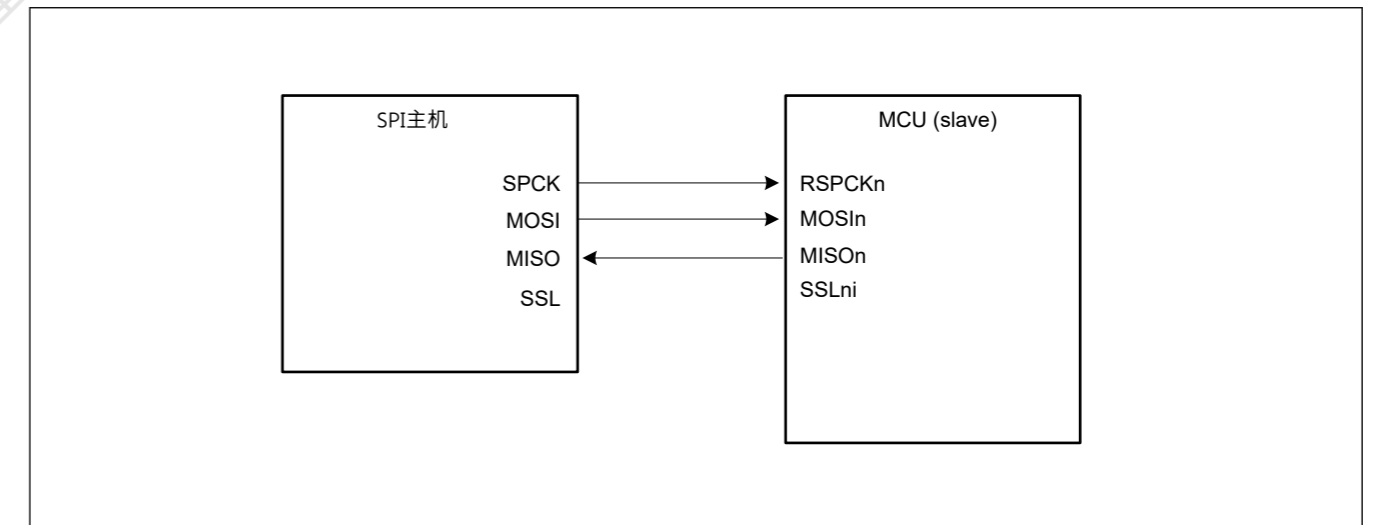 SPI主机
SPCK
MOSI
MISO
SSL
MCU (slave)
RSPCKn
MOSIn
MISOn
SSLni